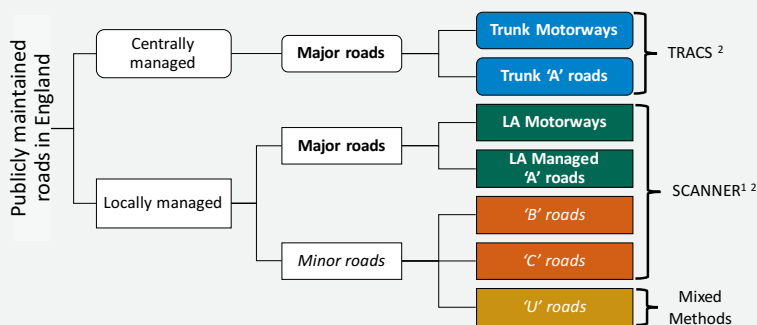 Publicly maintained
roads in England
Centrally
managed
Major roads
Trunk Motorways
Trunk ‘A’ roads
TRACS ²
Locally managed
Major roads
LA Motorways
LA Managed
‘A’ roads
Minor roads
‘B’ roads
‘C’ roads
‘U’ roads
SCANNER¹ ²
Mixed
Methods